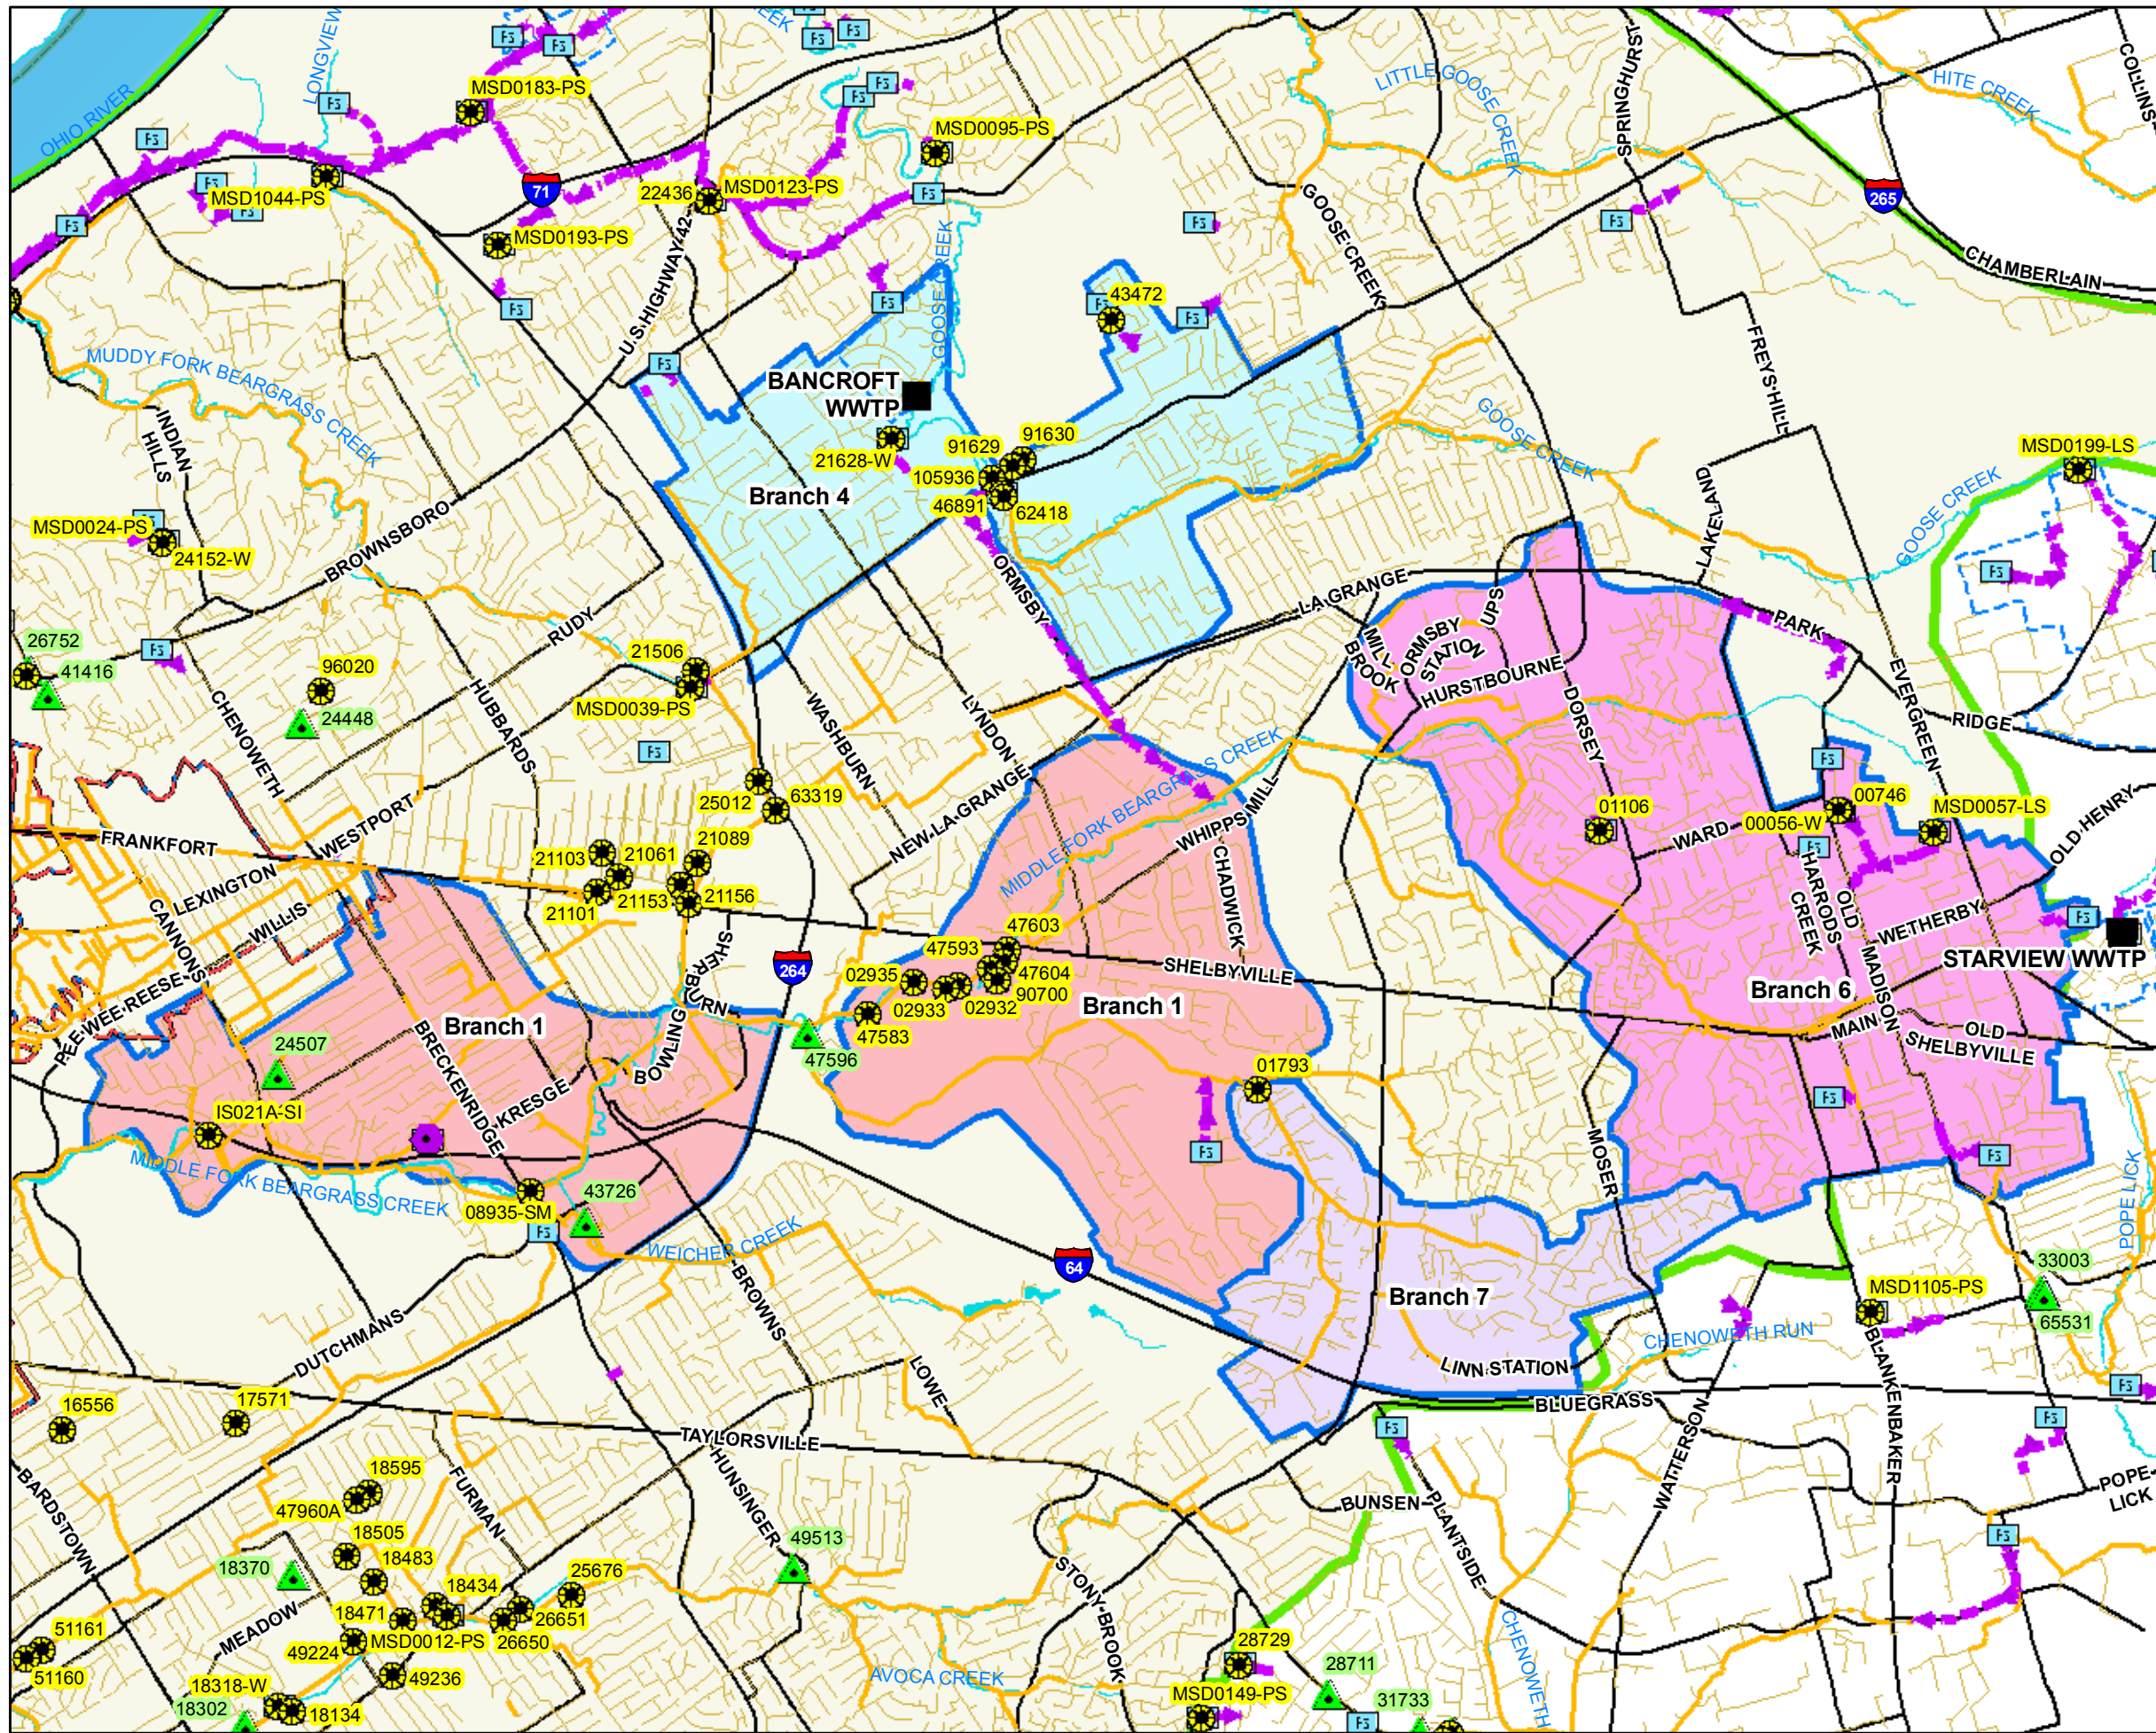 OHIO RIVER
LONGVIEW
MSD0183-PS
LITTLE GOOSE CREEK
SPRINGHURST
HITE CREEK
COLLINS
MSD0095-PS
MSD1044-PS
71
22436
MSD0123-PS
265
MSD0193-PS
U.S HIGHWAY 42
GOOSE CREEK
GOOSE CREEK
CHAMBERLAIN
43472
FREYS HILL
MUDDY FORK BEARGRASS CREEK
BANCROFT
WWTP
INDIAN
HILLS
91629
91630
21628-W
105936
46891
62418
Branch 4
GOOSE CREEK
MSD0199-LS
LAKELAND
GOOSE CREEK
MSD0024-PS
24152-W
BROWNSBORO
ORMSBY
LA GRANGE
UPS
PARK
26752
41416
96020
24448
RUDY
21506
MSD0039-PS
MILL
BROOK
ORMSBY
STATION
HURSTBOURNE
DORSEY
EVERGREEN
RIDGE
CHENOWETH
HUBBARDS
WASHBURN
LYNDON
25012
63319
NEW LA GRANGE
MIDDLE FORK BEARGRASS CREEK
WHIPPS MILL
CHADWICK
01106
00746
00056-W
MSD0057-LS
WARD
OLD HENRY
FRANKFORT
WESTPORT
LEXINGTON
WILLIS
CANNONS
21103
21061
21089
21101
21153
21156
HARRODS
CREEK
OLD
MADISON
WETHERBY
STARVIEW WWTP
PEE WEE REESE
SHERBURN
264
47603
47593
02935
47604
90700
02933
02932
47583
47596
SHELBYVILLE
Branch 1
Branch 1
Branch 6
MAIN
OLD
SHELBYVILLE
24507
BRECKENRIDGE
BOWLING
KRESGE
01793
IS021A-SI
MIDDLE FORK BEARGRASS CREEK
08935-SM
43726
WEICHER CREEK
MOSER
POPE LICK
64
Branch 7
MSD1105-PS
33003
65531
BROWNS
DUTCHMANS
LOWE
CHENOWETH RUN
LINN STATION
BLUEGRASS
BLANKENBAKER
16556
17571
TAYLORSVILLE
HUNSINGER
WATTERSON
POPE
LICK
BARDSTOWN
18595
47960A
FURMAN
BUNSEN
PLANTSIDE
18505
18483
18370
49513
STONY BROOK
18434
25676
18471
26651
26650
MSD0012-PS
MEADOW
51161
51160
49224
49236
18318-W
18302
18134
AVOCA CREEK
28729
28711
MSD0149-PS
31733
CHENOWETH